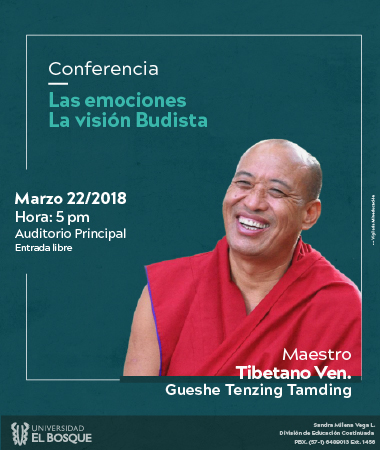 Conferencia
Las emociones
La visión Budista
Marzo 22/2018
Hora: 5 pm
Auditorio Principal
Entrada libre
Maestro
Tibetano Ven.
Gueshe Tenzing Tamding
UNIVERSIDAD
EL BOSQUE
Sandra Milena Vega L.
División de Educación Continuada
PBX. (57-1) 6489013 Ext. 1456